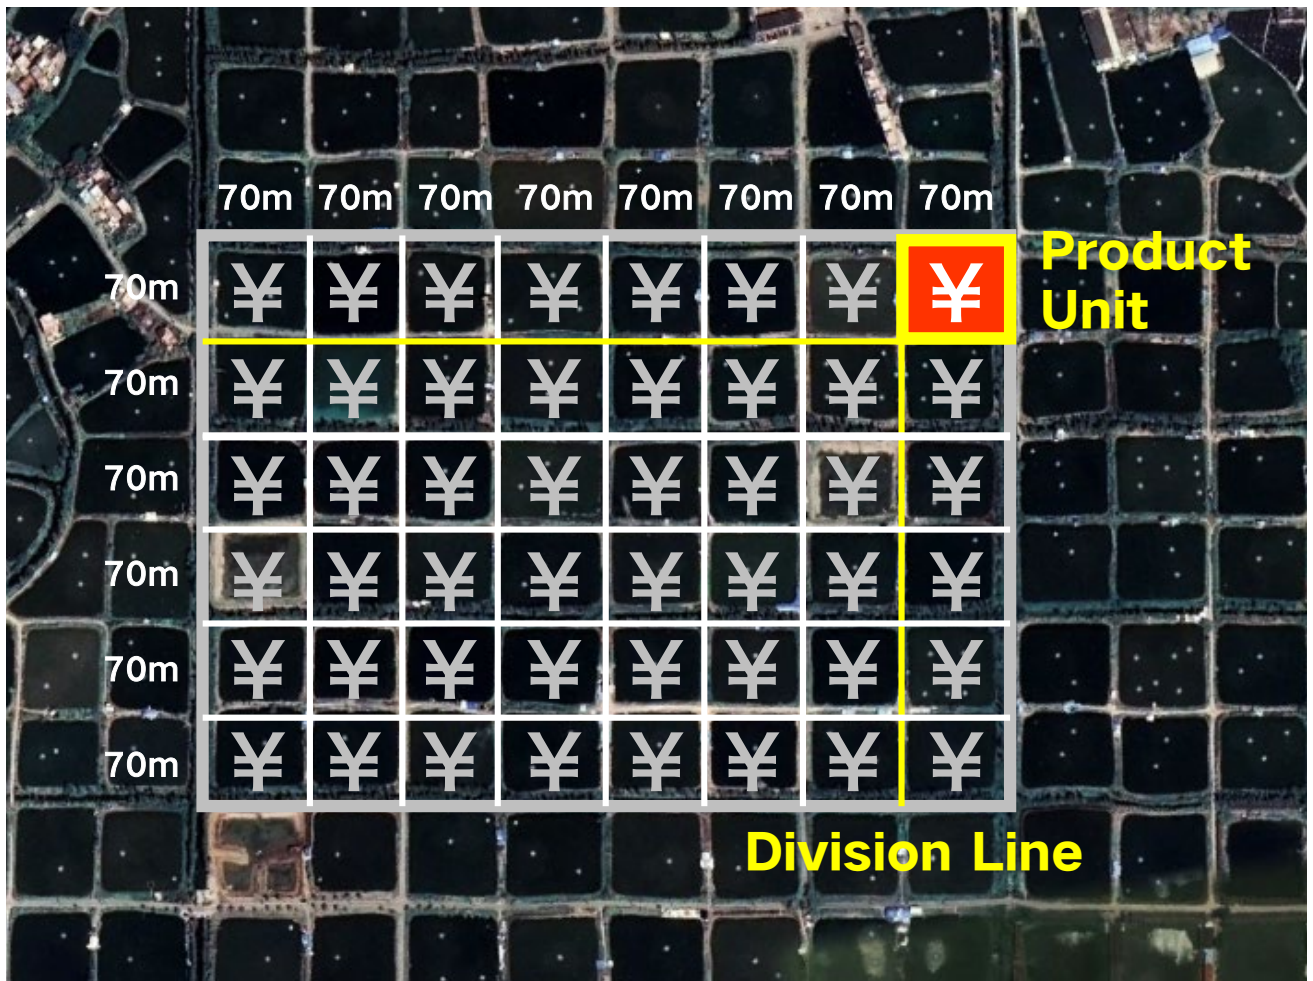 70m 70m 70m 70m 70m 70m 70m 70m
Product
Unit
70m ¥ ¥ ¥ ¥ ¥ ¥ ¥ ¥
70m ¥ ¥ ¥ ¥ ¥ ¥ ¥ ¥
70m ¥ ¥ ¥ ¥ ¥ ¥ ¥ ¥
70m ¥ ¥ ¥ ¥ ¥ ¥ ¥ ¥
70m ¥ ¥ ¥ ¥ ¥ ¥ ¥ ¥
70m ¥ ¥ ¥ ¥ ¥ ¥ ¥ ¥
Division Line